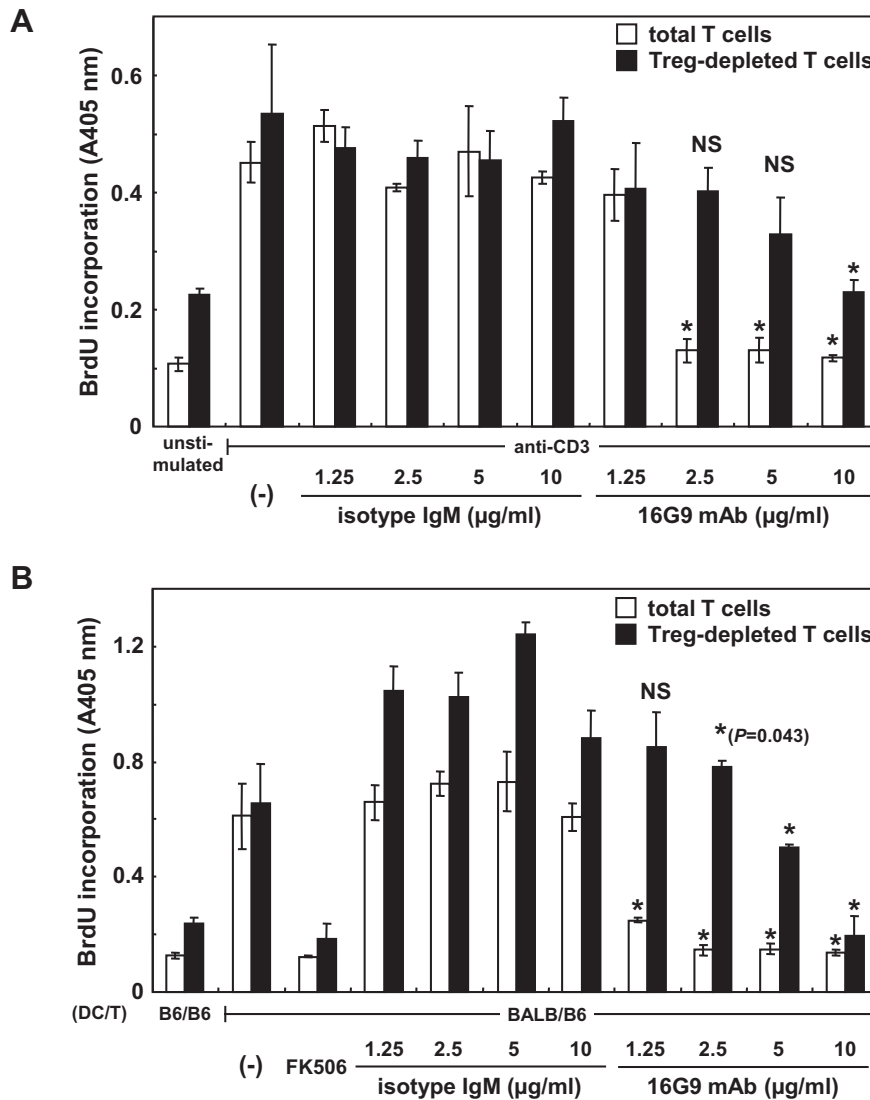 A
total T cells
Treg-depleted T cells
BrdU incorporation (A405 nm)
0.6
0.4
0.2
0
NS
NS
*
*
*
*
unsti-
mulated
anti-CD3
(-)
1.25 2.5 5 10 1.25 2.5 5 10
isotype IgM (µg/ml) 16G9 mAb (µg/ml)
B
total T cells
Treg-depleted T cells
BrdU incorporation (A405 nm)
1.2
0.8
0.4
0
NS
*(P=0.043)
*
*
*
*
*
*
(DC/T) B6/B6 BALB/B6
(-) FK506 1.25 2.5 5 10 1.25 2.5 5 10
isotype IgM (µg/ml) 16G9 mAb (µg/ml)